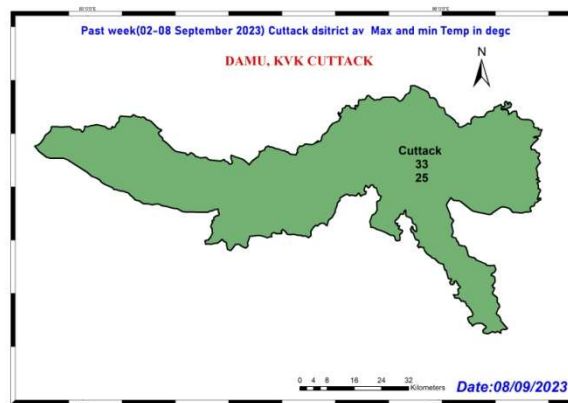 Past week(02-08 September 2023) Cuttack dsitrict av Max and min Temp in degc
DAMU, KVK CUTTACK
N
Cuttack
33
25
0 4 8 16 24 32
Kilometers
Date:08/09/2023